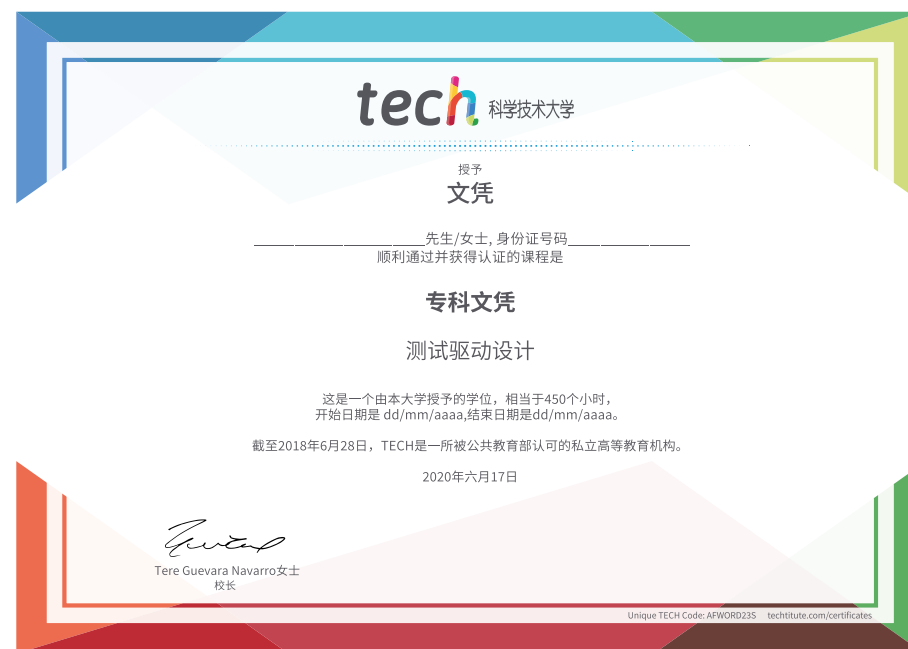 tech 科学技术大学
授予
文凭
先生/女士, 身份证号码
顺利通过并获得认证的课程是
专科文凭
测试驱动设计
这是一个由本大学授予的学位，相当于450个小时，
开始日期是 dd/mm/aaaa,结束日期是dd/mm/aaaa。
截至2018年6月28日，TECH是一所被公共教育部认可的私立高等教育机构。
2020年六月17日
Tere Guevara Navarro女士
校长
Unique TECH Code: AFWORD23S techtitute.com/certificates